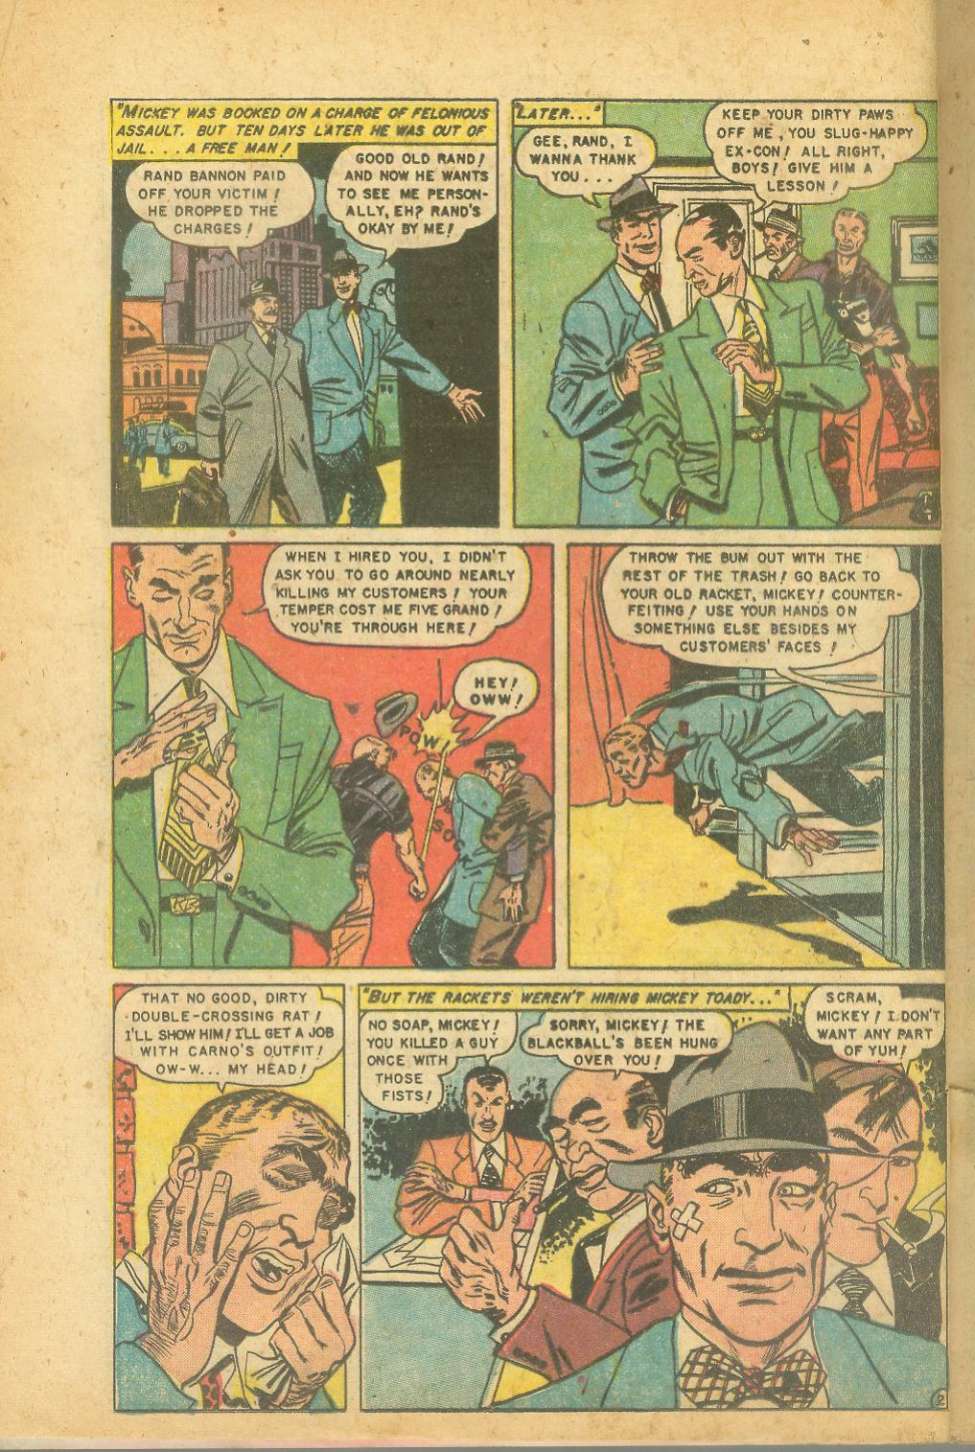 "MICKEY WAS BOOKED ON A CHARGE OF FELONIOUS
ASSAULT. BUT TEN DAYS LATER HE WAS OUT OF
JAIL... A FREE MAN!
RAND BANNON PAID
OFF YOUR VICTIM!
HE DROPPED THE
CHARGES!
GOOD OLD RAND!
AND NOW HE WANTS
TO SEE ME PERSON-
ALLY, EH? RAND'S
OKAY BY ME!
LATER..."
GEE, RAND, I
WANNA THANK
YOU...
KEEP YOUR DIRTY PAWS
OFF ME, YOU SLUG-HAPPY
EX-CON! ALL RIGHT,
BOYS! GIVE HIM A
LESSON!
WHEN I HIRED YOU, I DIDN'T
ASK YOU TO GO AROUND NEARLY
KILLING MY CUSTOMERS! YOUR
TEMPER COST ME FIVE GRAND!
YOU'RE THROUGH HERE!
HEY!
OWW!
POW
SOC
THROW THE BUM OUT WITH THE
REST OF THE TRASH! GO BACK TO
YOUR OLD RACKET, MICKEY! COUNTER-
FEITING! USE YOUR HANDS ON
SOMETHING ELSE BESIDES MY
CUSTOMERS' FACES!
THAT NO GOOD, DIRTY
DOUBLE-CROSSING RAT!
I'LL SHOW HIM! I'LL GET A JOB
WITH CARNO'S OUTFIT!
OW-W... MY HEAD!
"BUT THE RACKETS WEREN'T HIRING MICKEY TOADY..."
NO SOAP, MICKEY!
YOU KILLED A GUY
ONCE WITH
THOSE
FISTS!
SORRY, MICKEY! THE
BLACKBALL'S BEEN HUNG
OVER YOU!
SCRAM,
MICKEY! I DON'T
WANT ANY PART
OF YUH!
2